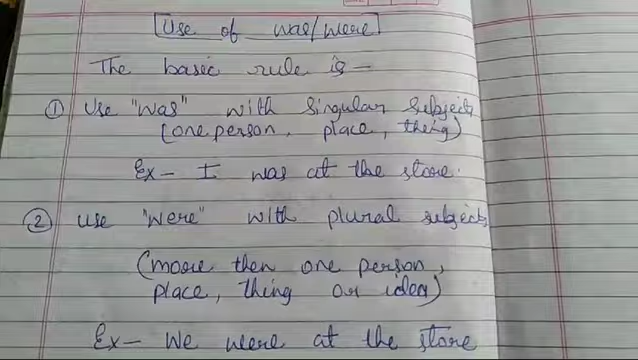 Use of was/were
The basic rule is -
① Use "was" with singular subjects
(one person, place, thing)
Ex - I was at the store.
② Use "were" with plural subjects
(more then one person,
place, thing or idea)
Ex - We were at the store